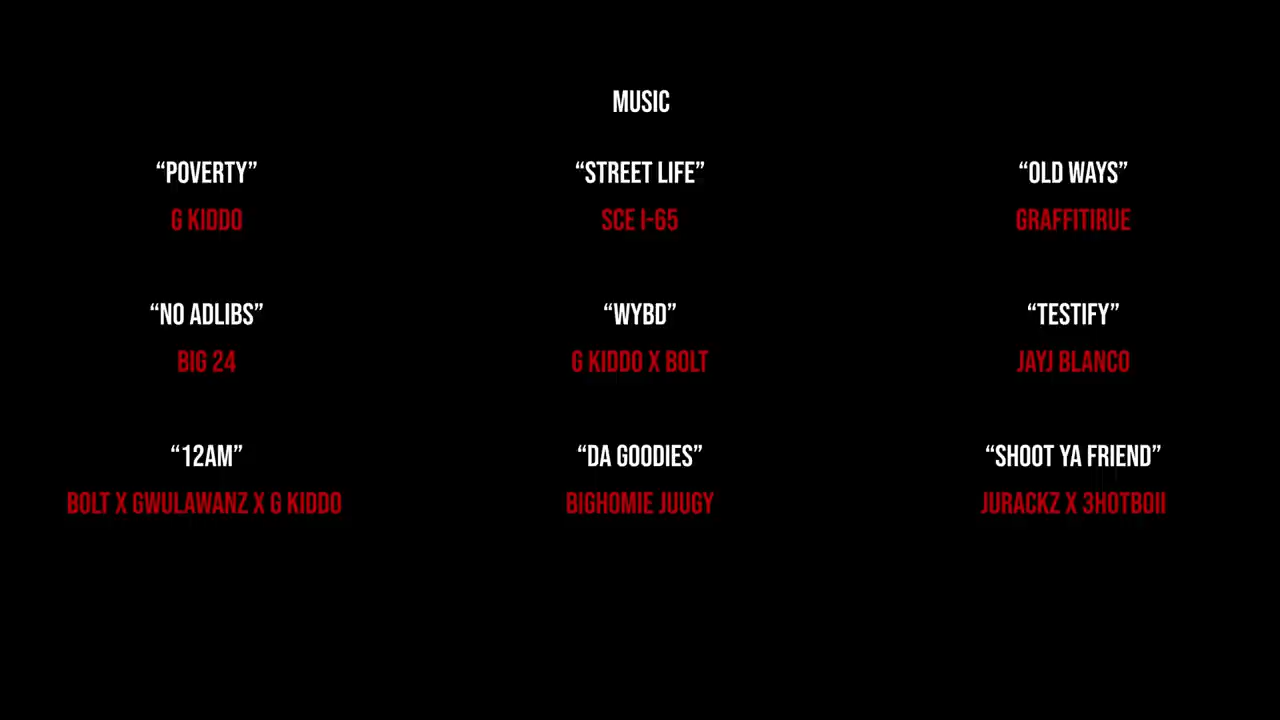 MUSIC
“POVERTY”
G KIDDO
“STREET LIFE”
SCE I-65
“OLD WAYS”
GRAFFITIRUE
“NO ADLIBS”
BIG 24
“WYBD”
G KIDDO X BOLT
“TESTIFY”
JAYJ BLANCO
“12AM”
BOLT X GWULAWANZ X G KIDDO
“DA GOODIES”
BIGHOMIE JUUGY
“SHOOT YA FRIEND”
JURACKZ X 3HOTBOII